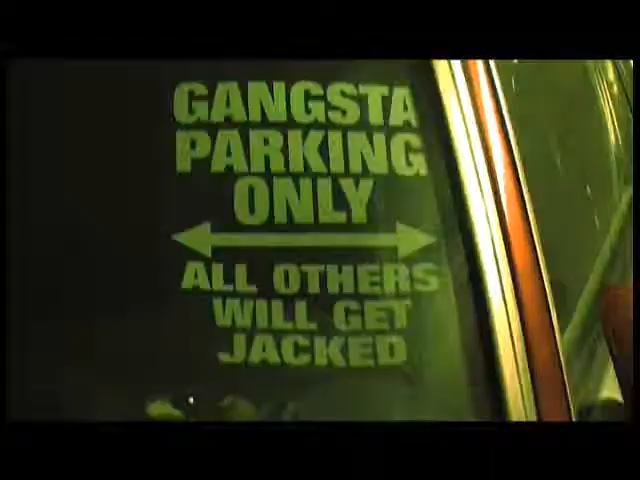 GANGSTA
PARKING
ONLY
ALL OTHERS
WILL GET
JACKED